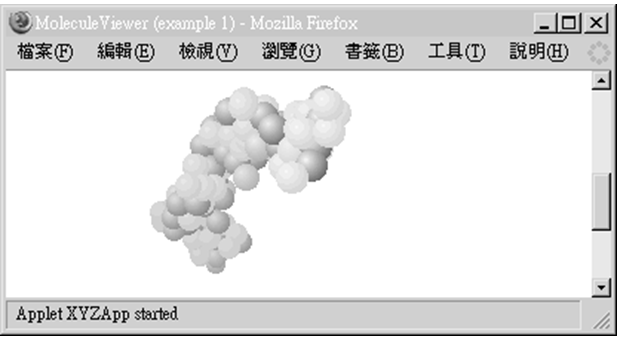 MoleculeViewer (example 1) - Mozilla Firefox
檔案(F) 編輯(E) 檢視(V) 瀏覽(G) 書籤(B) 工具(T) 說明(H)
Applet XYZApp started